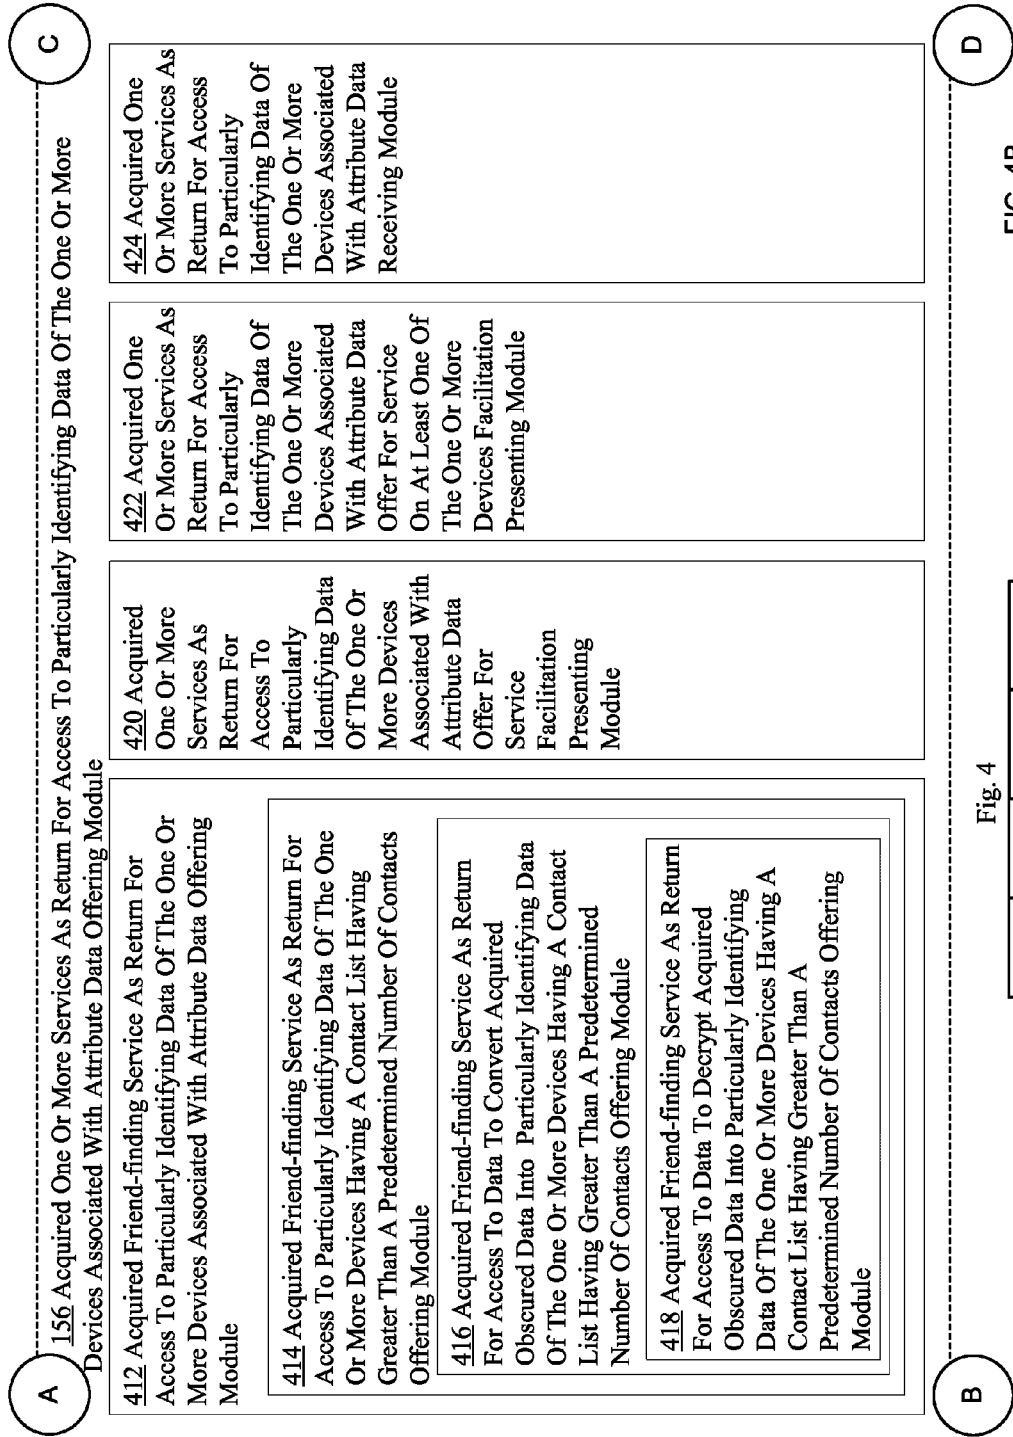 A
C
156 Acquired One Or More Services As Return For Access To Particularly Identifying Data Of The One Or More
Devices Associated With Attribute Data Offering Module
412 Acquired Friend-finding Service As Return For
Access To Particularly Identifying Data Of The One Or
More Devices Associated With Attribute Data Offering
Module
414 Acquired Friend-finding Service As Return For
Access To Particularly Identifying Data Of The One
Or More Devices Having A Contact List Having
Greater Than A Predetermined Number Of Contacts
Offering Module
416 Acquired Friend-finding Service As Return
For Access To Data To Convert Acquired
Obscured Data Into Particularly Identifying Data
Of The One Or More Devices Having A Contact
List Having Greater Than A Predetermined
Number Of Contacts Offering Module
418 Acquired Friend-finding Service As Return
For Access To Data To Decrypt Acquired
Obscured Data Into Particularly Identifying
Data Of The One Or More Devices Having A
Contact List Having Greater Than A
Predetermined Number Of Contacts Offering
Module
420 Acquired
One Or More
Services As
Return For
Access To
Particularly
Identifying Data
Of The One Or
More Devices
Associated With
Attribute Data
Offer For
Service
Facilitation
Presenting
Module
422 Acquired One
Or More Services As
Return For Access
To Particularly
Identifying Data Of
The One Or More
Devices Associated
With Attribute Data
Offer For Service
On At Least One Of
The One Or More
Devices Facilitation
Presenting Module
424 Acquired One
Or More Services As
Return For Access
To Particularly
Identifying Data Of
The One Or More
Devices Associated
With Attribute Data
Receiving Module
B
D
Fig. 4
FIG. 4B